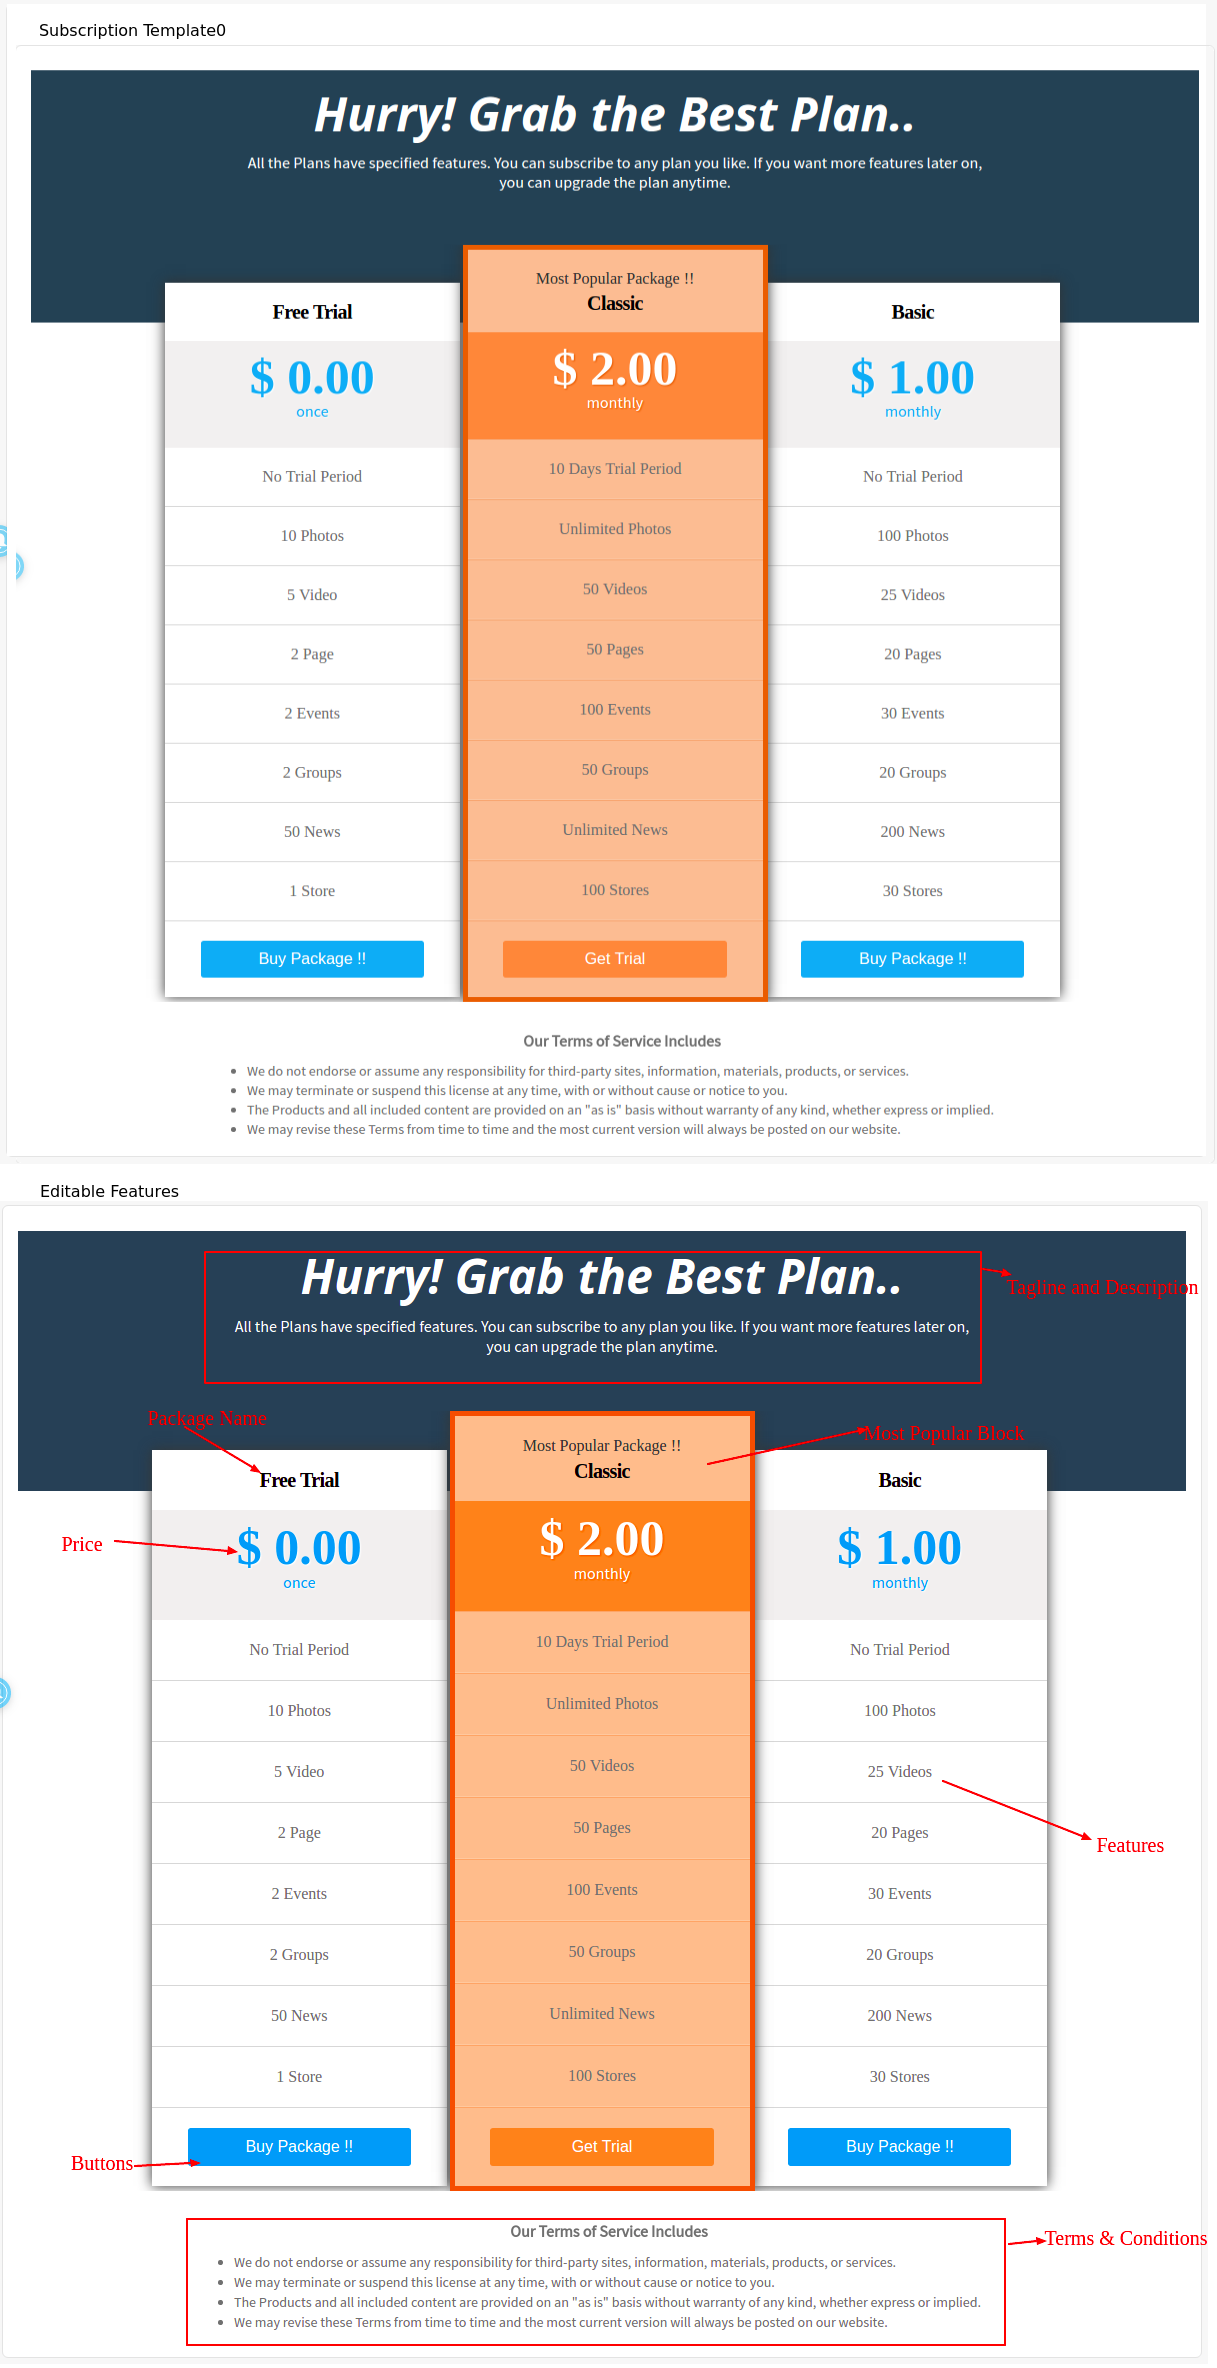 Subscription Template0
Hurry! Grab the Best Plan..
All the Plans have specified features. You can subscribe to any plan you like. If you want more features later on,
you can upgrade the plan anytime.
Free Trial
$ 0.00
once
No Trial Period
10 Photos
5 Video
2 Page
2 Events
2 Groups
50 News
1 Store
Buy Package !!
Most Popular Package !!
Classic
$ 2.00
monthly
10 Days Trial Period
Unlimited Photos
50 Videos
50 Pages
100 Events
50 Groups
Unlimited News
100 Stores
Get Trial
Basic
$ 1.00
monthly
No Trial Period
100 Photos
25 Videos
20 Pages
30 Events
20 Groups
200 News
30 Stores
Buy Package !!
Our Terms of Service Includes
We do not endorse or assume any responsibility for third-party sites, information, materials, products, or services.
We may terminate or suspend this license at any time, with or without cause or notice to you.
The Products and all included content are provided on an "as is" basis without warranty of any kind, whether express or implied.
We may revise these Terms from time to time and the most current version will always be posted on our website.
Editable Features
Hurry! Grab the Best Plan..
Tagline and Description
All the Plans have specified features. You can subscribe to any plan you like. If you want more features later on,
you can upgrade the plan anytime.
Package Name
Most Popular Block
Price
Free Trial
$ 0.00
once
No Trial Period
10 Photos
5 Video
2 Page
2 Events
2 Groups
50 News
1 Store
Buy Package !!
Buttons
Most Popular Package !!
Classic
$ 2.00
monthly
10 Days Trial Period
Unlimited Photos
50 Videos
50 Pages
100 Events
50 Groups
Unlimited News
100 Stores
Get Trial
Basic
$ 1.00
monthly
No Trial Period
100 Photos
25 Videos
20 Pages
30 Events
20 Groups
200 News
30 Stores
Buy Package !!
Features
Our Terms of Service Includes
Terms & Conditions
We do not endorse or assume any responsibility for third-party sites, information, materials, products, or services.
We may terminate or suspend this license at any time, with or without cause or notice to you.
The Products and all included content are provided on an "as is" basis without warranty of any kind, whether express or implied.
We may revise these Terms from time to time and the most current version will always be posted on our website.